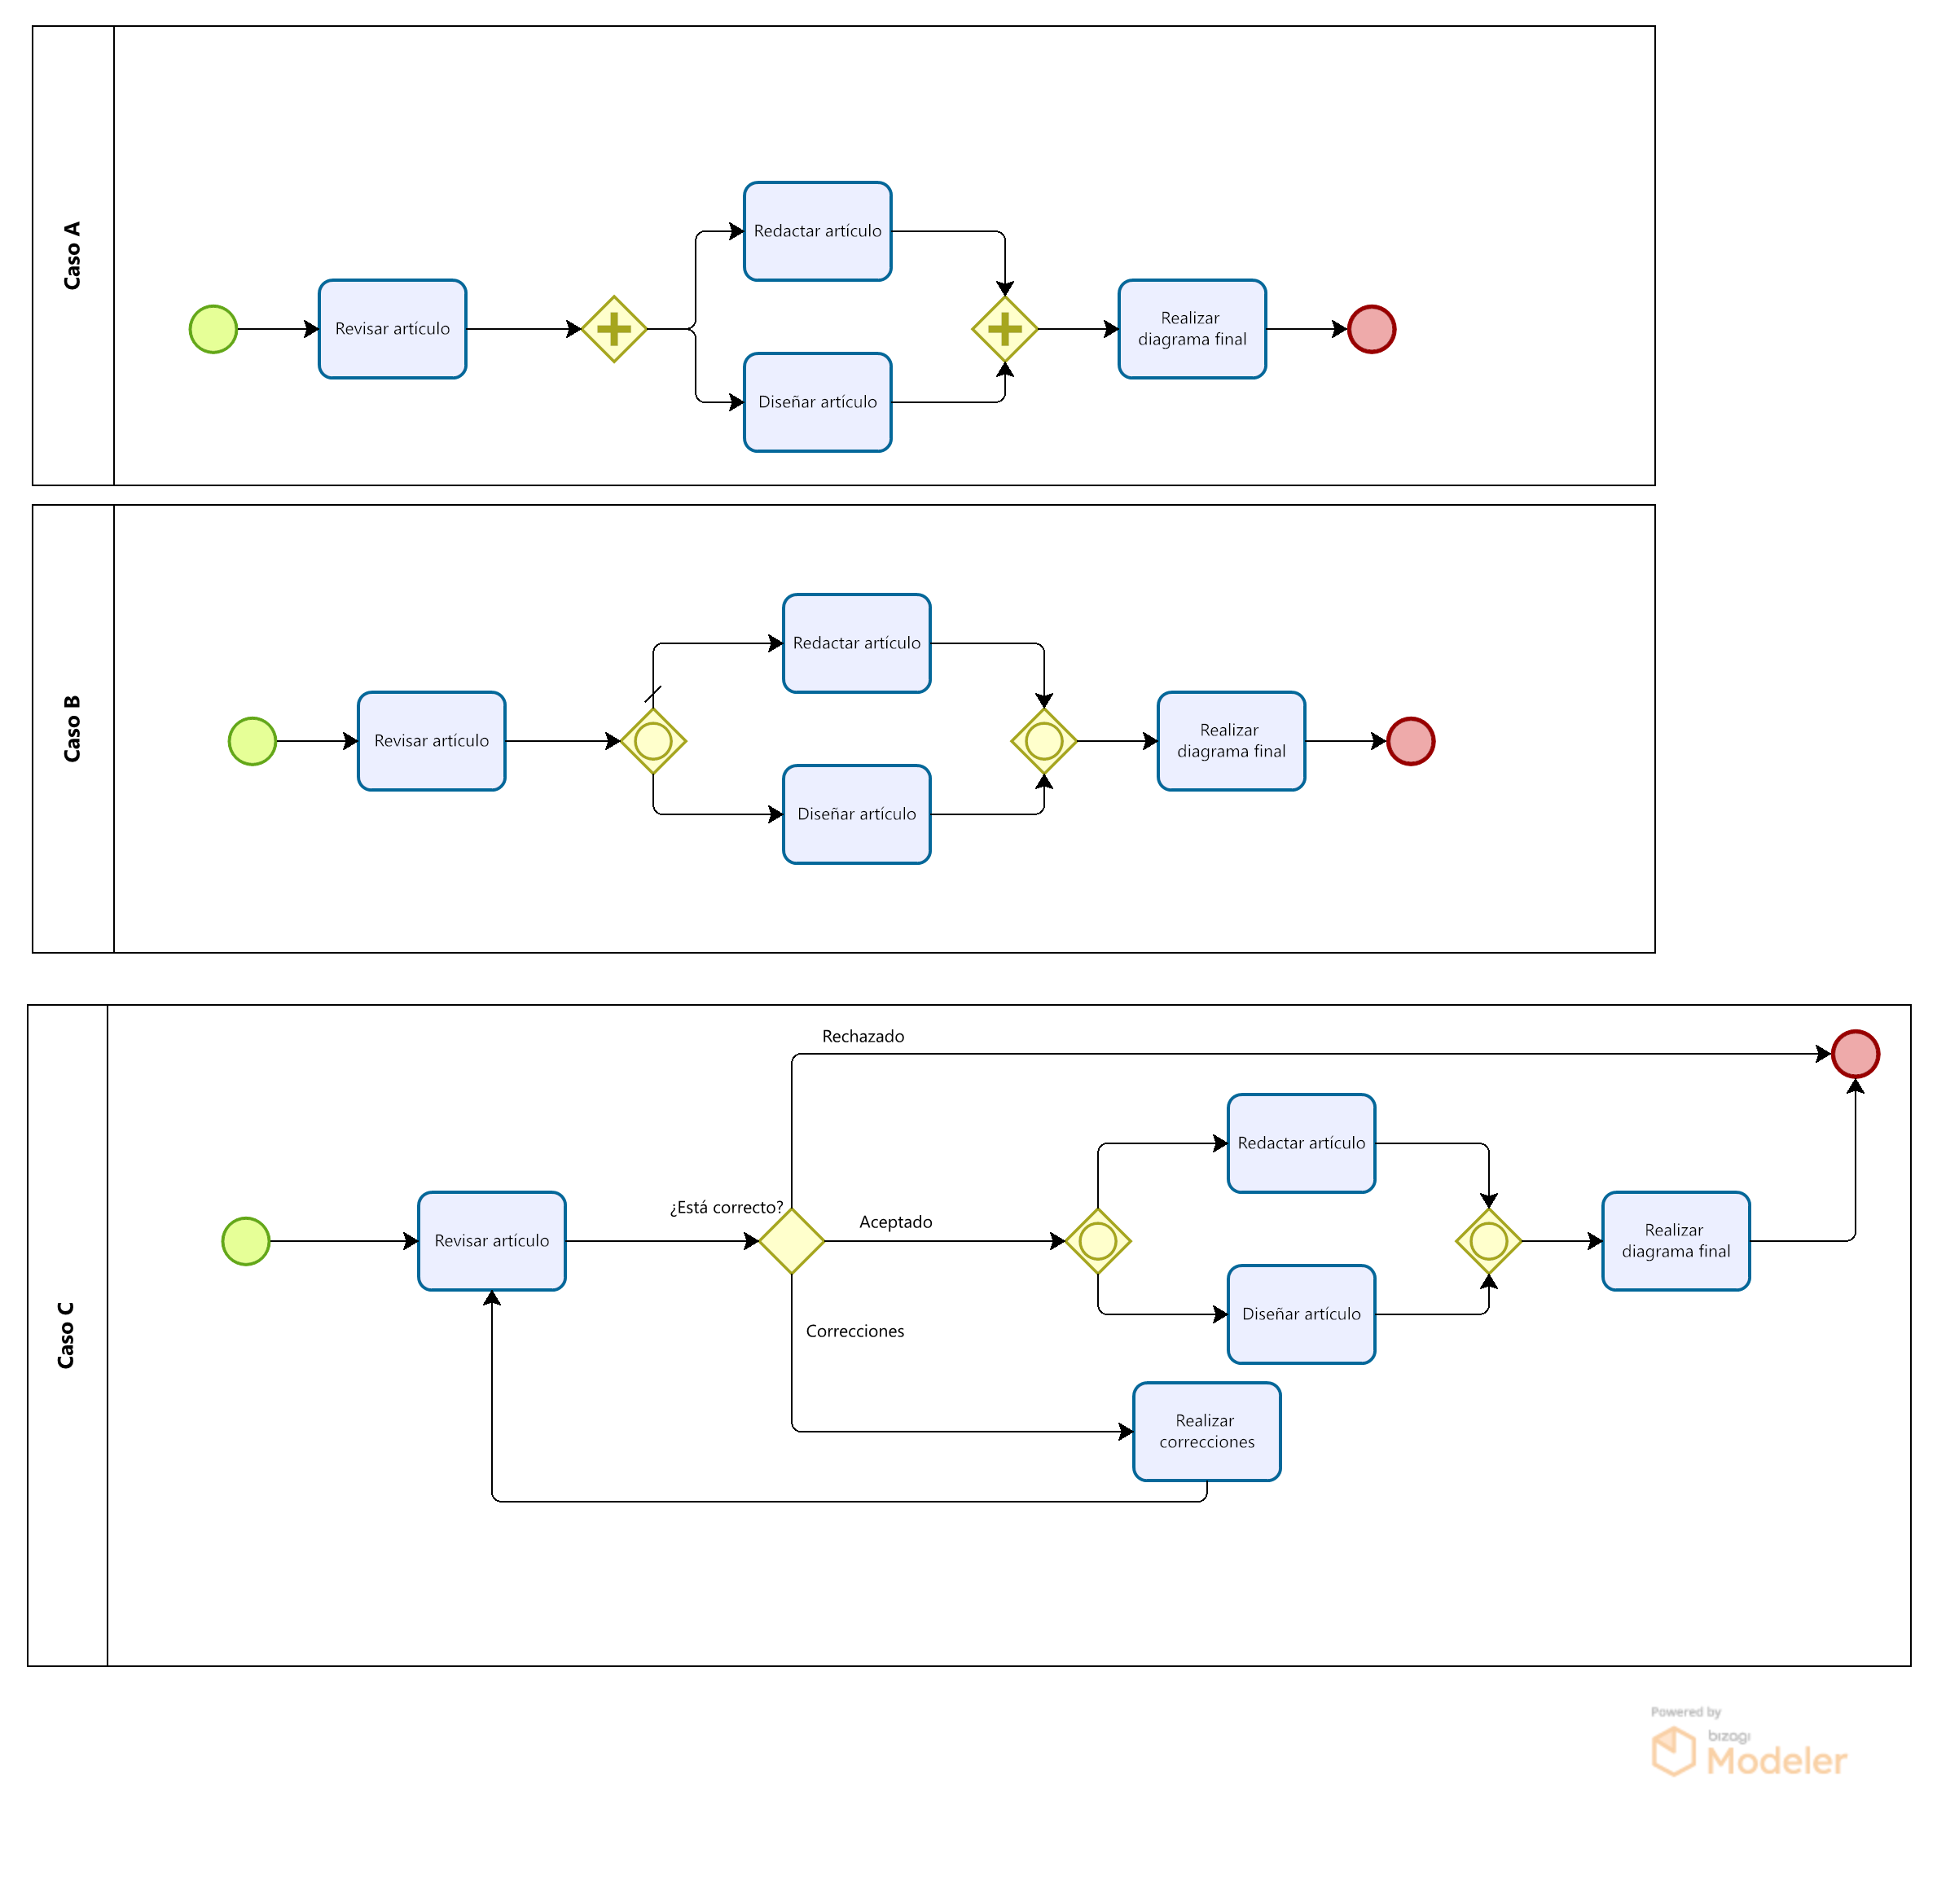 Caso A
Revisar artículo
Redactar artículo
Diseñar artículo
Realizar
diagrama final
Caso B
Revisar artículo
Redactar artículo
Diseñar artículo
Realizar
diagrama final
Caso C
Revisar artículo
¿Está correcto?
Rechazado
Aceptado
Correcciones
Redactar artículo
Diseñar artículo
Realizar
diagrama final
Realizar
correcciones
Powered by
bizagi
Modeler